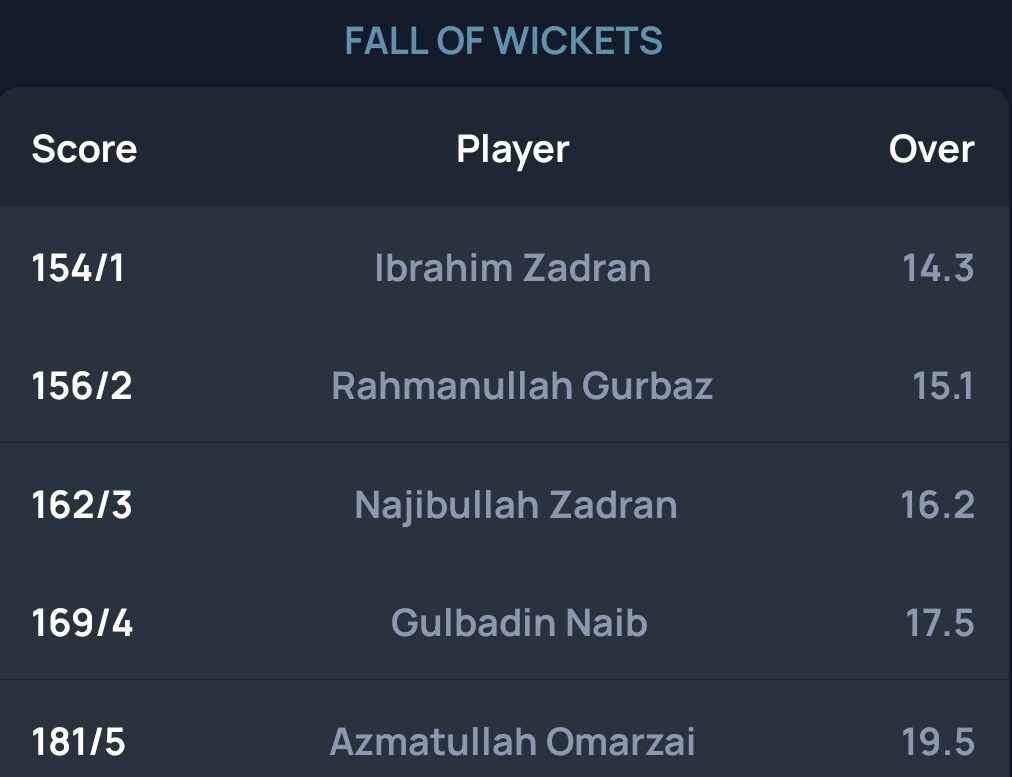 FALL OF WICKETS
Score Player Over
154/1 Ibrahim Zadran 14.3
156/2 Rahmanullah Gurbaz 15.1
162/3 Najibullah Zadran 16.2
169/4 Gulbadin Naib 17.5
181/5 Azmatullah Omarzai 19.5